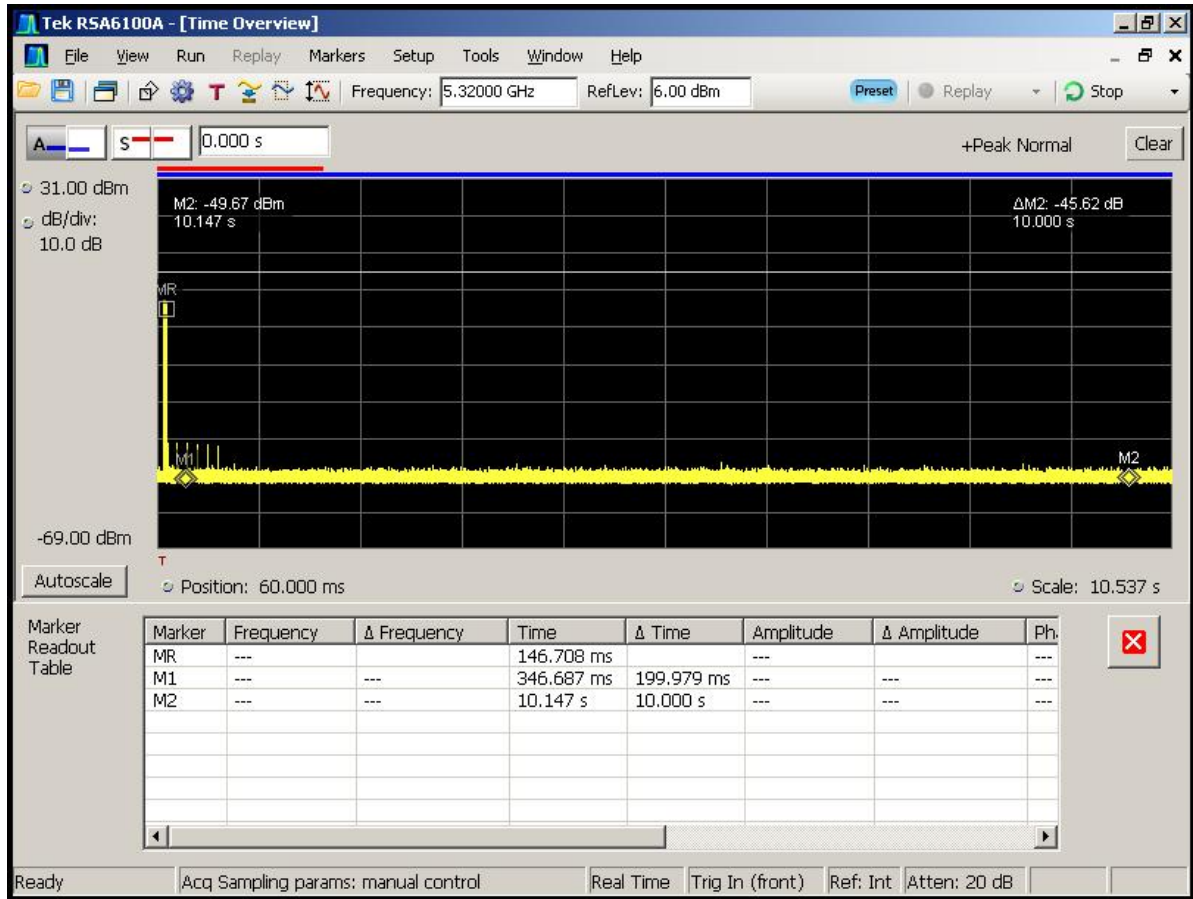 Tek RSA6100A - [Time Overview]
File View Run Replay Markers Setup Tools Window Help
T Frequency: 5.32000 GHz RefLev: 6.00 dBm Preset Replay Stop
A S 0.000 s +Peak Normal Clear
31.00 dBm
dB/div:
10.0 dB
M2: -49.67 dBm
10.147 s
ΔM2: -45.62 dB
10.000 s
MR
M1
M2
-69.00 dBm
T
Autoscale Position: 60.000 ms Scale: 10.537 s
Marker
Readout
Table
Marker Frequency Δ Frequency Time Δ Time Amplitude Δ Amplitude Ph
MR --- 146.708 ms --- ---
M1 --- --- 346.687 ms 199.979 ms --- --- ---
M2 --- --- 10.147 s 10.000 s --- --- ---
Ready Acq Sampling params: manual control Real Time Trig In (front) Ref: Int Atten: 20 dB